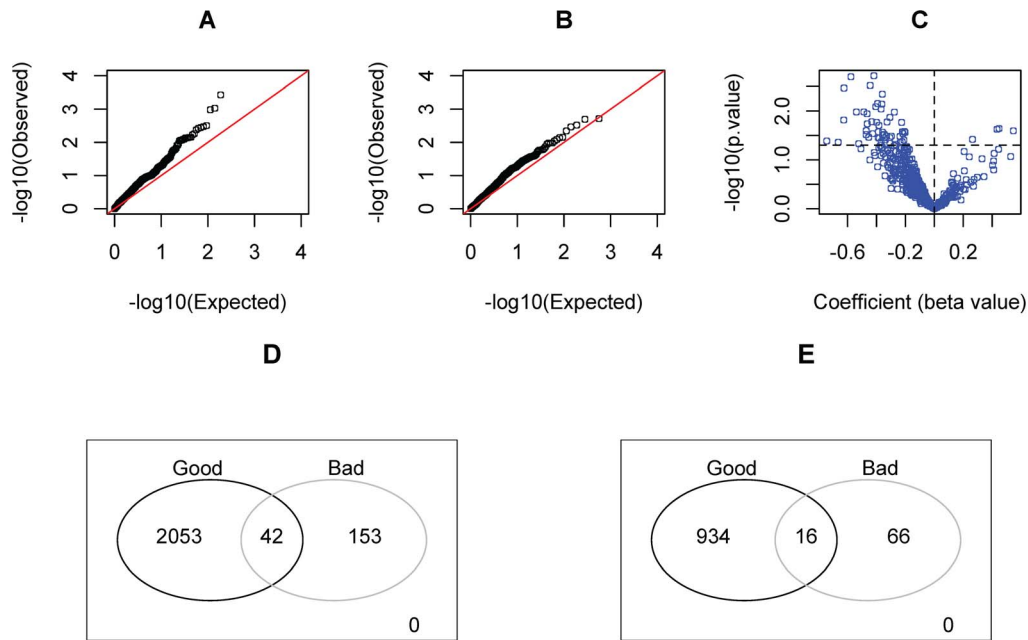 A
B
C
-log10(Observed)
4
3
2
1
0
0 1 2 3 4
-log10(Expected)
-log10(Observed)
4
3
2
1
0
0 1 2 3 4
-log10(Expected)
-log10(p.value)
2.0
1.0
0.0
-0.6 -0.2 0.2
Coefficient (beta value)
D
E
Good Bad
2053 42 153
0
Good Bad
934 16 66
0